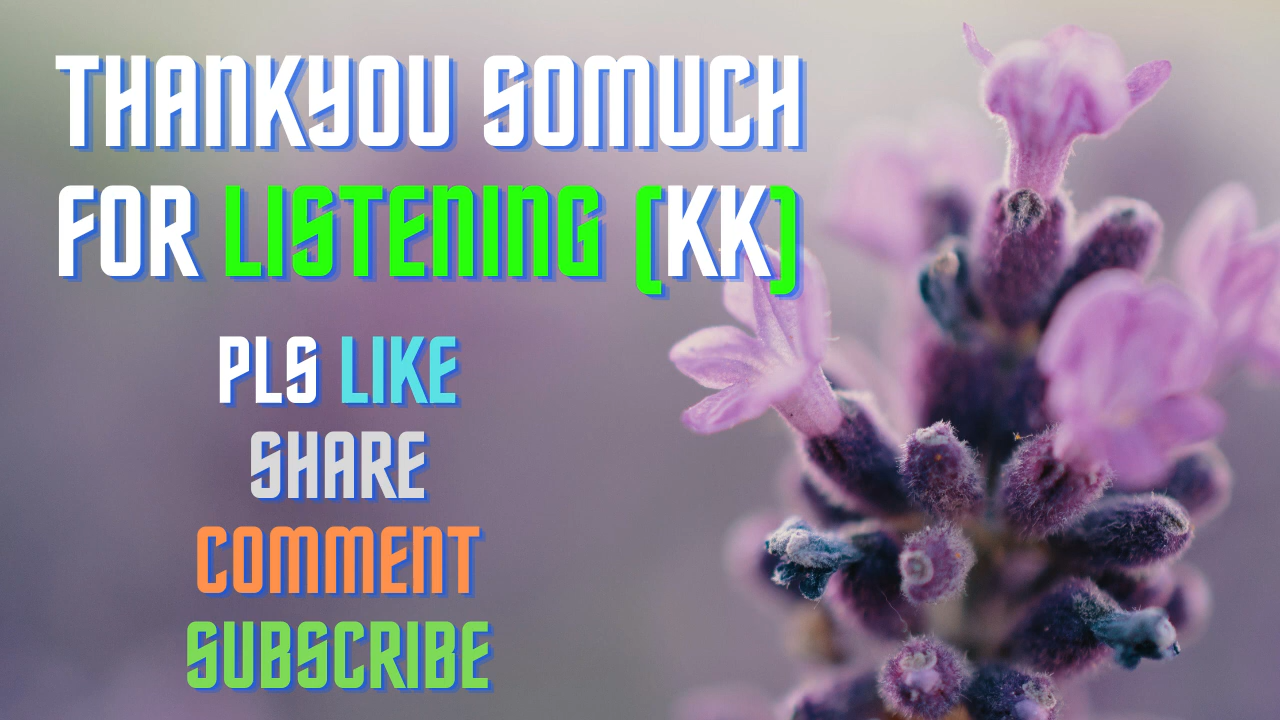 THANKYOU SOMUCH
FOR LISTENING (KK)
PLS LIKE
SHARE
COMMENT
SUBSCRIBE